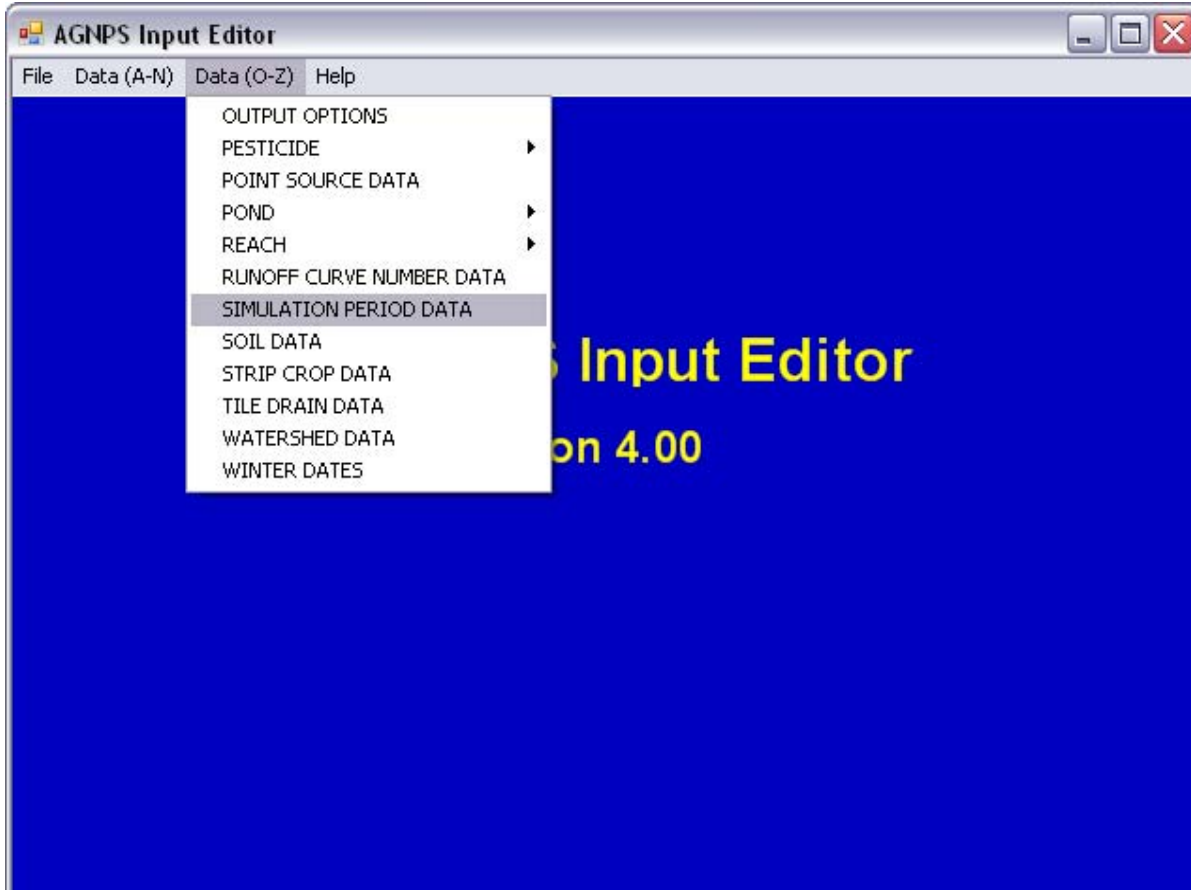 AGNPS Input Editor
File Data (A-N) Data (O-Z) Help
OUTPUT OPTIONS
PESTICIDE
POINT SOURCE DATA
POND
REACH
RUNOFF CURVE NUMBER DATA
SIMULATION PERIOD DATA
SOIL DATA
STRIP CROP DATA
TILE DRAIN DATA
WATERSHED DATA
WINTER DATES
S Input Editor
on 4.00